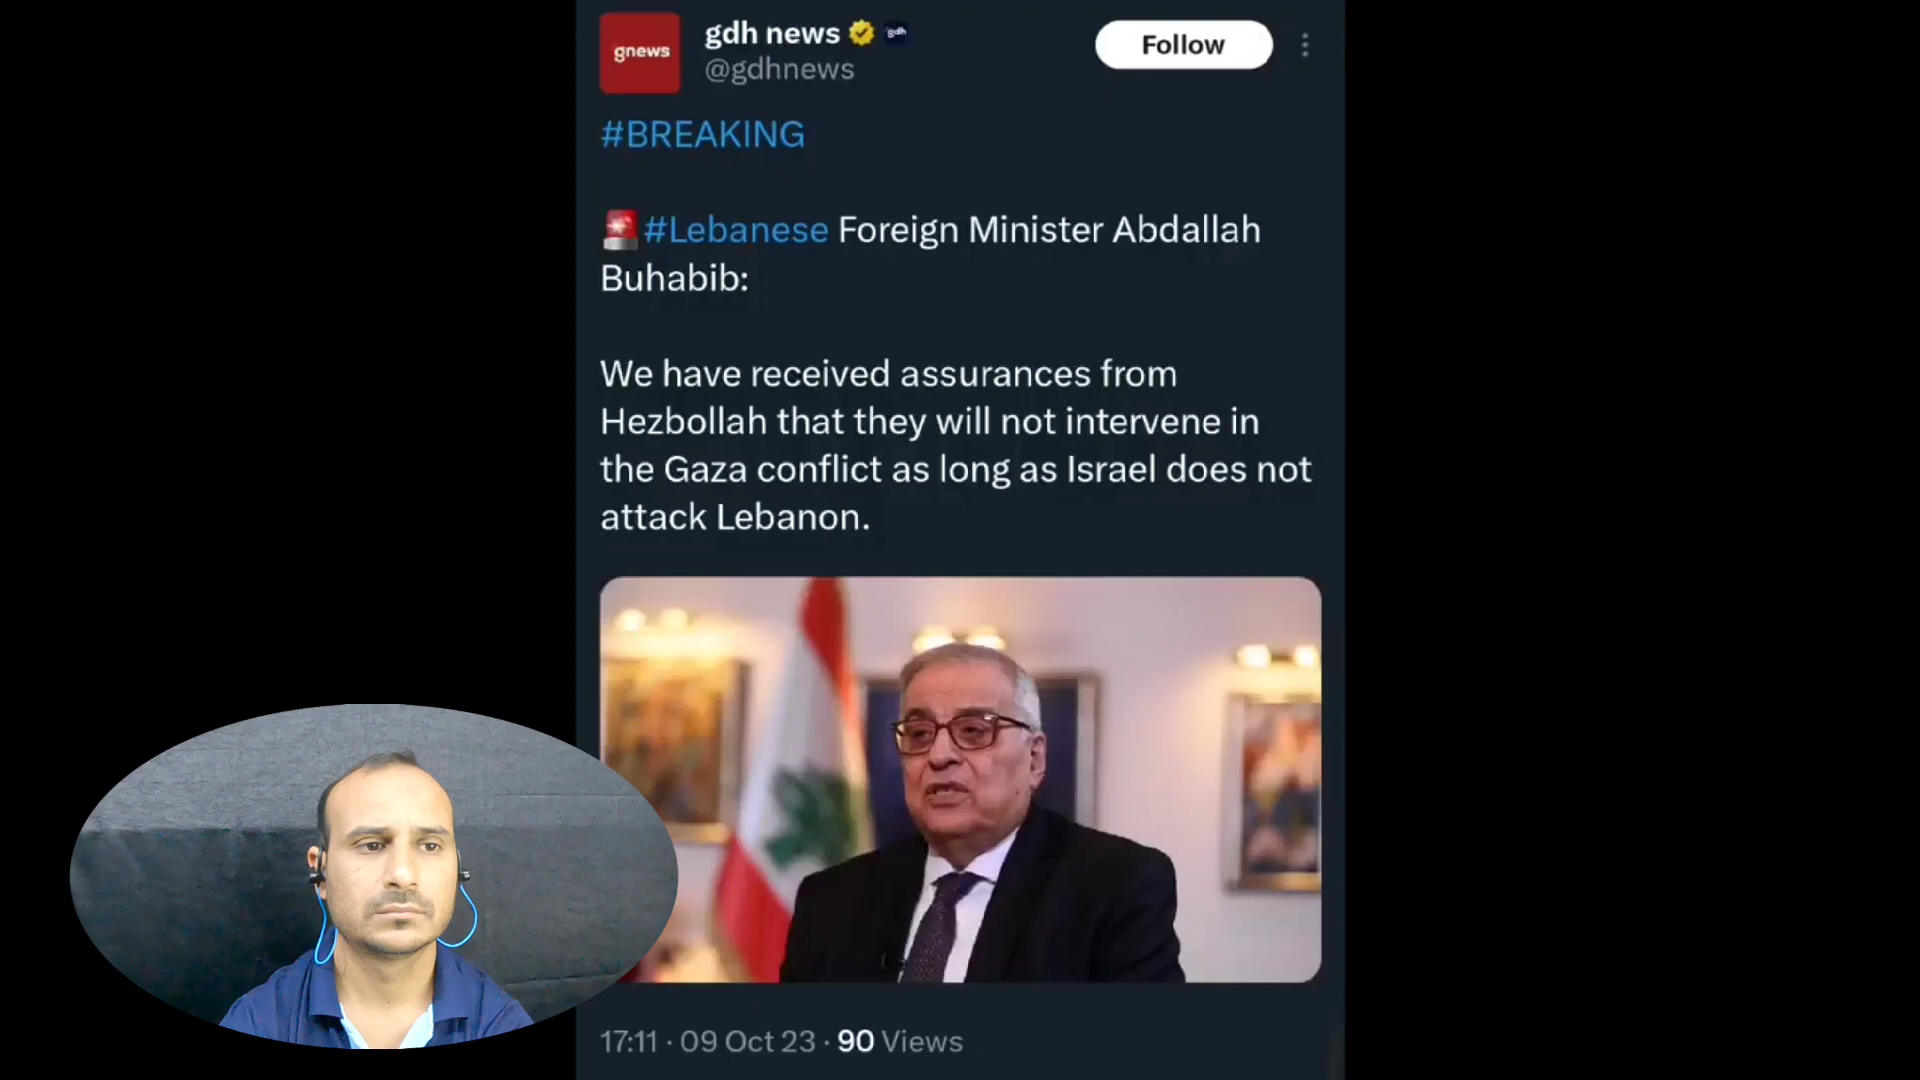 gnews
gdh news gdh
@gdhnews
Follow
#BREAKING
#Lebanese Foreign Minister Abdallah
Buhabib:
We have received assurances from
Hezbollah that they will not intervene in
the Gaza conflict as long as Israel does not
attack Lebanon.
17:11 · 09 Oct 23 · 90 Views